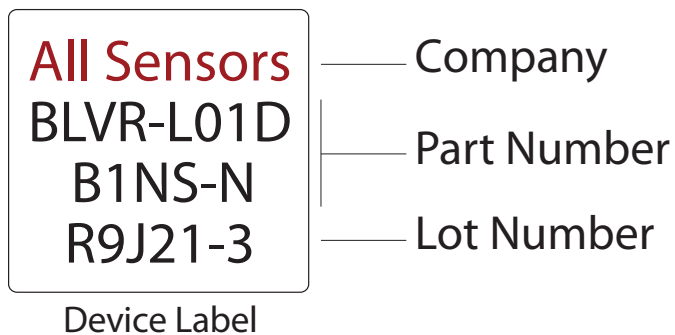 All Sensors
BLVR-L01D
B1NS-N
R9J21-3
Company
Part Number
Lot Number
Device Label